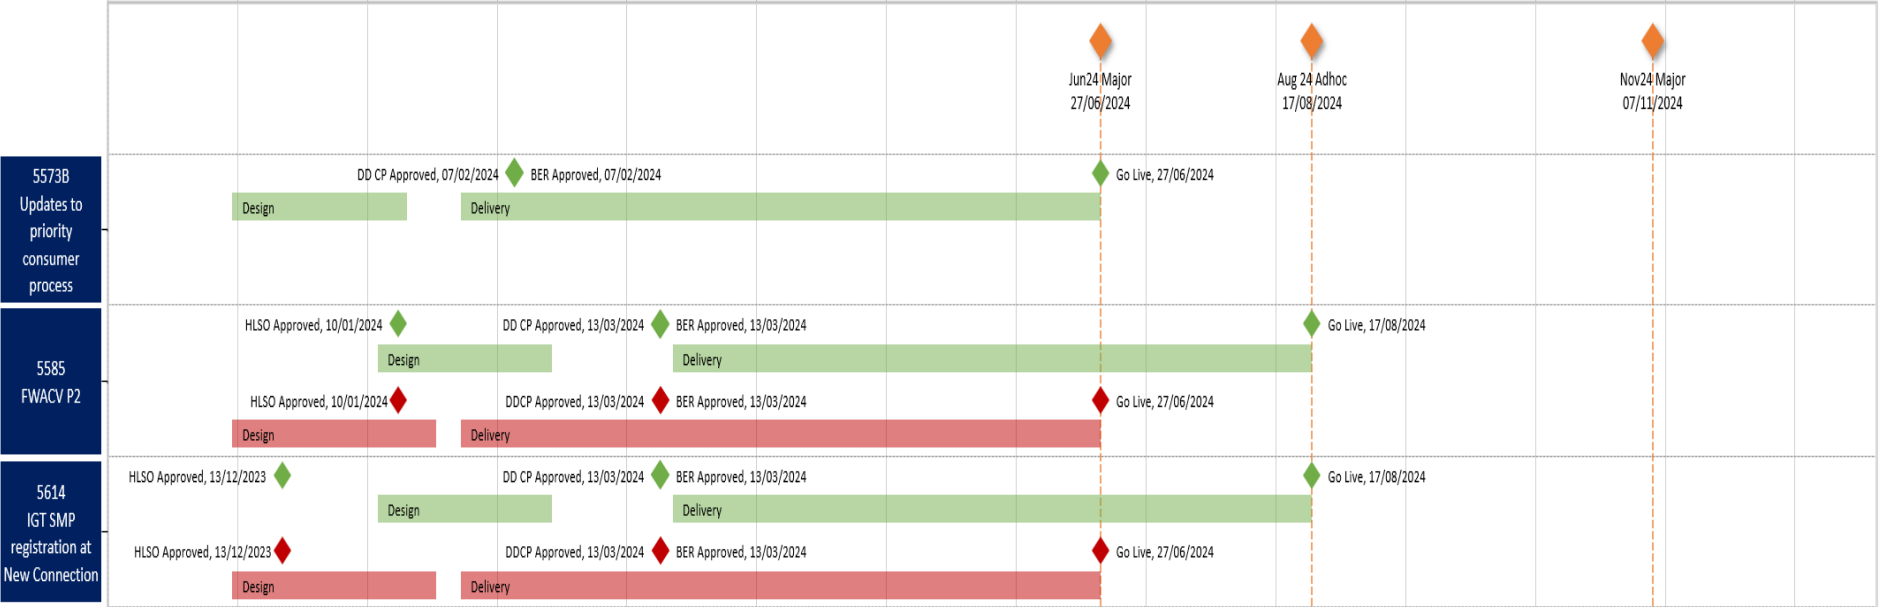 Jun24 Major
27/06/2024
Aug 24 Adhoc
17/08/2024
Nov24 Major
07/11/2024
5573B
Updates to
priority
consumer
process
DD CP Approved, 07/02/2024
BER Approved, 07/02/2024
Go Live, 27/06/2024
Design
Delivery
5585
FWACV P2
HLSO Approved, 10/01/2024
DD CP Approved, 13/03/2024
BER Approved, 13/03/2024
Go Live, 17/08/2024
Design
Delivery
HLSO Approved, 10/01/2024
DDCP Approved, 13/03/2024
BER Approved, 13/03/2024
Go Live, 27/06/2024
Design
Delivery
5614
IGT SMP
registration at
New Connection
HLSO Approved, 13/12/2023
DD CP Approved, 13/03/2024
BER Approved, 13/03/2024
Go Live, 17/08/2024
Design
Delivery
HLSO Approved, 13/12/2023
DDCP Approved, 13/03/2024
BER Approved, 13/03/2024
Go Live, 27/06/2024
Design
Delivery